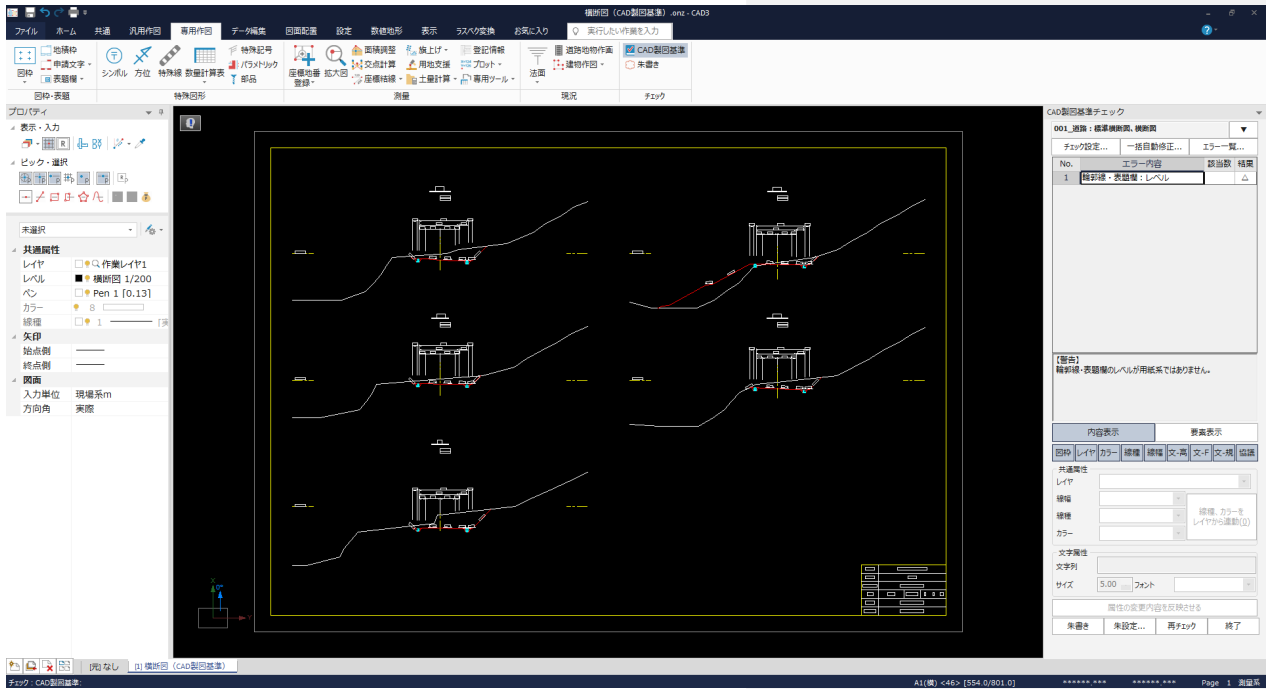 横断図（CAD製図基準）.onz - CAD3
ファイル ホーム 共通 汎用作図 専用作図 データ編集 図面配置 設定 数値地形 表示 ラスベク変換 お気に入り 実行したい作業を入力
図枠 地積枠 申請文字 表題欄 シンボル 方位 特殊線 数量計算表 特殊記号 パラメトリック 部品 座標地番登録 拡大図 面積調整 交点計算 座標結線 旗上げ 用地支援 土量計算 登記情報 プロット 専用ツール 法面 道路地物作画 建物作図 CAD製図基準 朱書き
図枠・表題 特殊図形 測量 現況 チェック
プロパティ
表示・入力
R
ピック・選択
未選択
共通属性
レイヤ 作業レイヤ1
レベル 横断図 1/200
ペン Pen 1 [0.13]
カラー 8
線種 1 [実
矢印
始点側
終点側
図面
入力単位 現場系m
方向角 実際
X
0°
Y
CAD製図基準チェック
001_道路：標準横断図、横断図
チェック設定... 一括自動修正... エラー一覧...
No. エラー内容 該当数 結果
1 輪郭線・表題欄：レベル △
【警告】
輪郭線・表題欄のレベルが用紙系ではありません。
内容表示 要素表示
図枠 レイヤ カラー 線種 線幅 文-高 文-F 文-規 協議
共通属性
レイヤ
線幅
線種
カラー
線種、カラーを
レイヤから連動(Q)
文字属性
文字列
サイズ 5.00 フォント
属性の変更内容を反映させる
朱書き 朱設定... 再チェック 終了
[元] なし [1] 横断図（CAD製図基準）
チェック : CAD製図基準:
A1(横) <46> [554.0/801.0] ******.*** ******.*** Page 1 測量系